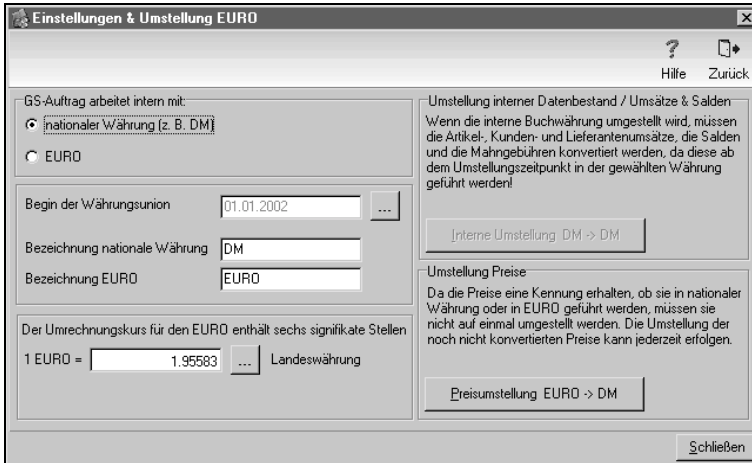 Einstellungen & Umstellung EURO
Hilfe
Zurück
GS-Auftrag arbeitet intern mit:
nationaler Währung (z. B. DM)
EURO
Begin der Währungsunion
01.01.2002
...
Bezeichnung nationale Währung
DM
Bezeichnung EURO
EURO
Der Umrechnungskurs für den EURO enthält sechs signifikate Stellen
1 EURO =
1.95583
...
Landeswährung
Umstellung interner Datenbestand / Umsätze & Salden
Wenn die interne Buchwährung umgestellt wird, müssen
die Artikel-, Kunden- und Lieferantenumsätze, die Salden
und die Mahngebühren konvertiert werden, da diese ab
dem Umstellungszeitpunkt in der gewählten Währung
geführt werden!
Interne Umstellung DM -> DM
Umstellung Preise
Da die Preise eine Kennung erhalten, ob sie in nationaler
Währung oder in EURO geführt werden, müssen sie
nicht auf einmal umgestellt werden. Die Umstellung der
noch nicht konvertierten Preise kann jederzeit erfolgen.
Preisumstellung EURO -> DM
Schließen